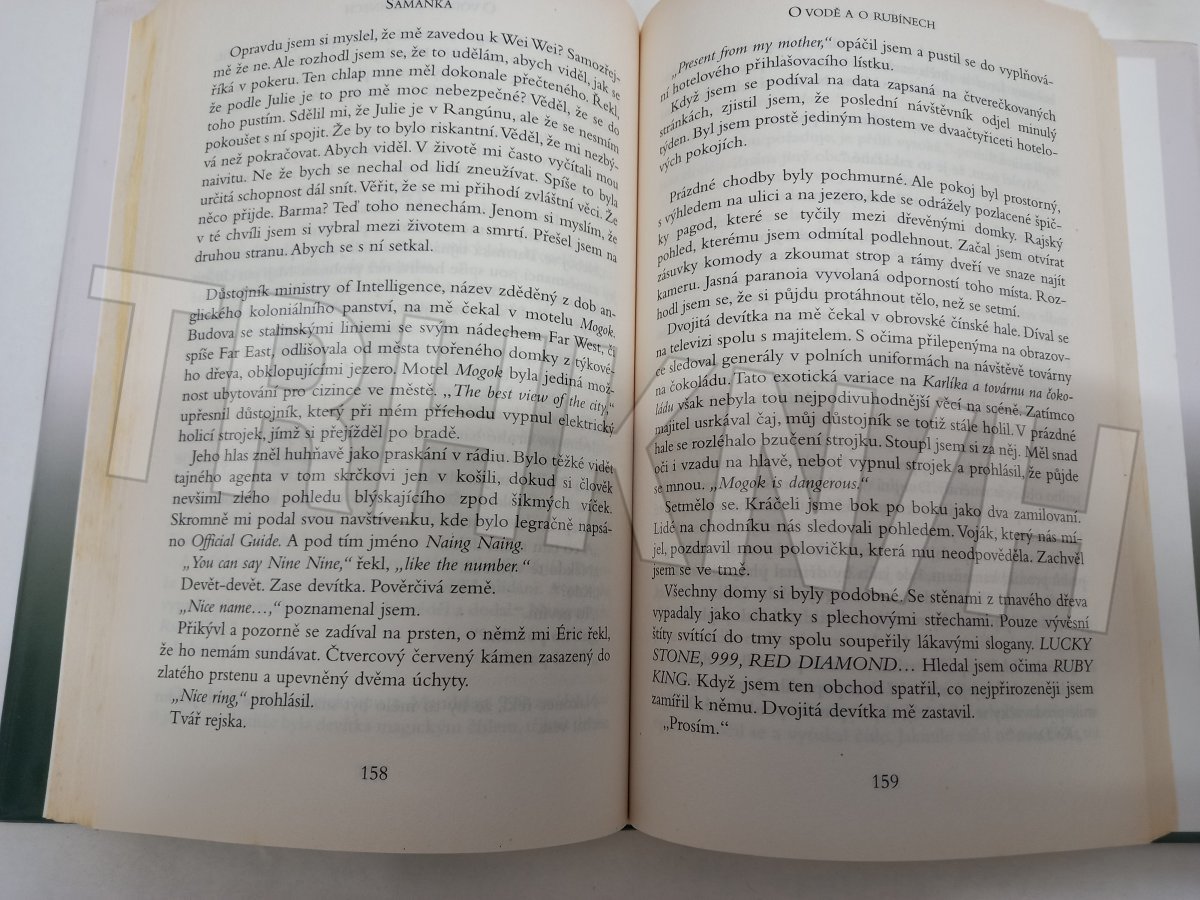 ŠAMANKA
Opravdu jsem si myslel, že mě zavedou k Wei Wei? Samozřej-
mě že ne. Ale rozhodl jsem se, že to udělám, abych viděl, jak se
říká v pokeru. Ten chlap mne měl dokonale přečteného. Řekl,
že podle Julie je to pro mě moc nebezpečné? Věděl, že se do
toho pustím. Sdělil mi, že Julie je v Rangúnu, ale že se nesmím
pokoušet s ní spojit. Že by to bylo riskantní. Věděl, že mi nezbý-
vá než pokračovat. Abych viděl. V životě mi často vyčítali mou
naivitu. Ne že bych se nechal od lidí zneužívat. Spíše to byla
určitá schopnost dál snít. Věřit, že se mi přihodí zvláštní věci. Že
něco přijde. Barma? Teď toho nenechám. Jenom si myslím, že
v té chvíli jsem si vybral mezi životem a smrtí. Přešel jsem na
druhou stranu. Abych se s ní setkal.
Důstojník ministry of Intelligence, název zděděný z dob an-
glického koloniálního panství, na mě čekal v motelu Mogok.
Budova se stalinskými liniemi se svým nádechem Far West, či
spíše Far East, odlišovala od města tvořeného domky z týkové-
ho dřeva, obklopujícími jezero. Motel Mogok byla jediná mož-
nost ubytování pro cizince ve městě. „The best view of the city,“
upřesnil důstojník, který při mém příchodu vypnul elektrický
holicí strojek, jímž si přejížděl po bradě.
Jeho hlas zněl huhňavě jako praskání v rádiu. Bylo těžké vidět
tajného agenta v tom skrčkovi jen v košili, dokud si člověk
nevšiml zlého pohledu blýskajícího zpod šikmých víček.
Skromně mi podal svou navštívenku, kde bylo legračně napsá-
no Official Guide. A pod tím jméno Naing Naing.
„You can say Nine Nine,“ řekl, „like the number.“
Devět-devět. Zase devítka. Pověrčivá země.
„Nice name…,“ poznamenal jsem.
Přikývl a pozorně se zadíval na prsten, o němž mi Éric řekl,
že ho nemám sundávat. Čtvercový červený kámen zasazený do
zlatého prstenu a upevněný dvěma úchyty.
„Nice ring,“ prohlásil.
Tvář rejska.
158
O VODĚ A O RUBÍNECH
„Present from my mother,“ opáčil jsem a pustil se do vyplňová-
ní hotelového přihlašovacího lístku.
Když jsem se podíval na data zapsaná na čtverečkovaných
stránkách, zjistil jsem, že poslední návštěvník odjel minulý
týden. Byl jsem prostě jediným hostem ve dvaačtyřiceti hotelo-
vých pokojích.
Prázdné chodby byly pochmurné. Ale pokoj byl prostorný,
s výhledem na ulici a na jezero, kde se odrážely pozlacené špič-
ky pagod, které se tyčily mezi dřevěnými domky. Rajský
pohled, kterému jsem odmítal podlehnout. Začal jsem otvírat
zásuvky komody a zkoumat strop a rámy dveří ve snaze najít
kameru. Jasná paranoia vyvolaná odporností toho místa. Roz-
hodl jsem se, že si půjdu protáhnout tělo, než se setmí.
Dvojitá devítka na mě čekal v obrovské čínské hale. Díval se
na televizi spolu s majitelem. S očima přilepenýma na obrazov-
ce sledoval generály v polních uniformách na návštěvě továrny
na čokoládu. Tato exotická variace na Karlíka a továrnu na čoko-
ládu však nebyla tou nejpodivuhodnější věcí na scéně. Zatímco
majitel usrkával čaj, můj důstojník se totiž stále holil. V prázdné
hale se rozléhalo bzučení strojku. Stoupl jsem si za něj. Měl snad
oči i vzadu na hlavě, neboť vypnul strojek a prohlásil, že půjde
se mnou. „Mogok is dangerous.“
Setmělo se. Kráčeli jsme bok po boku jako dva zamilovaní.
Lidé na chodníku nás sledovali pohledem. Voják, který nás mí-
jel, pozdravil mou polovičku, která mu neodpověděla. Zachvěl
jsem se ve tmě.
Všechny domy si byly podobné. Se stěnami z tmavého dřeva
vypadaly jako chatky s plechovými střechami. Pouze vývěsní
štíty svítící do tmy spolu soupeřily lákavými slogany. LUCKY
STONE, 999, RED DIAMOND… Hledal jsem očima RUBY
KING. Když jsem ten obchod spatřil, co nejpřirozeněji jsem
zamířil k němu. Dvojitá devítka mě zastavil.
„Prosím.“
159